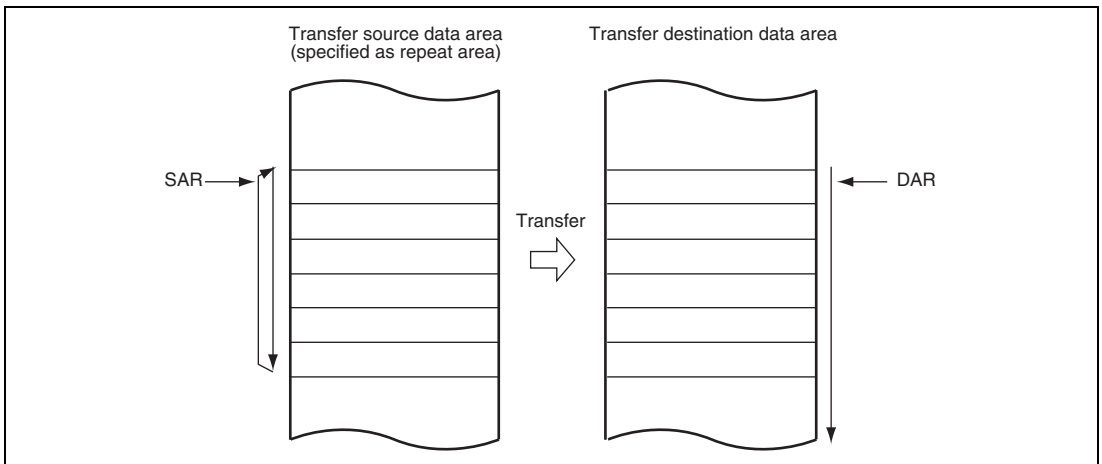 Transfer source data area
(specified as repeat area)
Transfer destination data area
SAR
DAR
Transfer